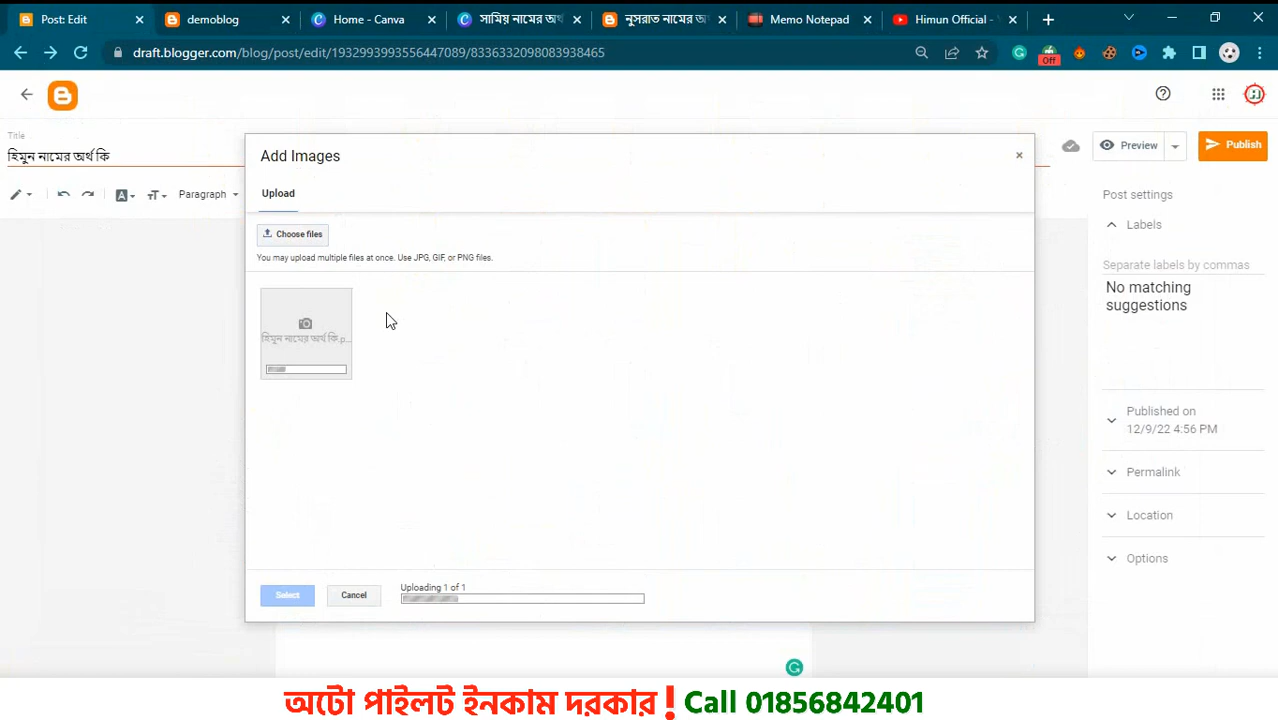 Post: Edit
demoblog
Home - Canva
সামিয় নামের অর্থ
নুসরাত নামের অ
Memo Notepad
Himun Official -
draft.blogger.com/blog/post/edit/1932993993556447089/8336332098083938465
Off
Title
হিমুন নামের অর্থ কি
Preview
Publish
Paragraph
Add Images
Upload
Choose files
You may upload multiple files at once. Use JPG, GIF, or PNG files.
হিমুন নামের অর্থ কি.p...
Select
Cancel
Uploading 1 of 1
Post settings
Labels
Separate labels by commas
No matching
suggestions
Published on
12/9/22 4:56 PM
Permalink
Location
Options
অটো পাইলট ইনকাম দরকার ! Call 01856842401